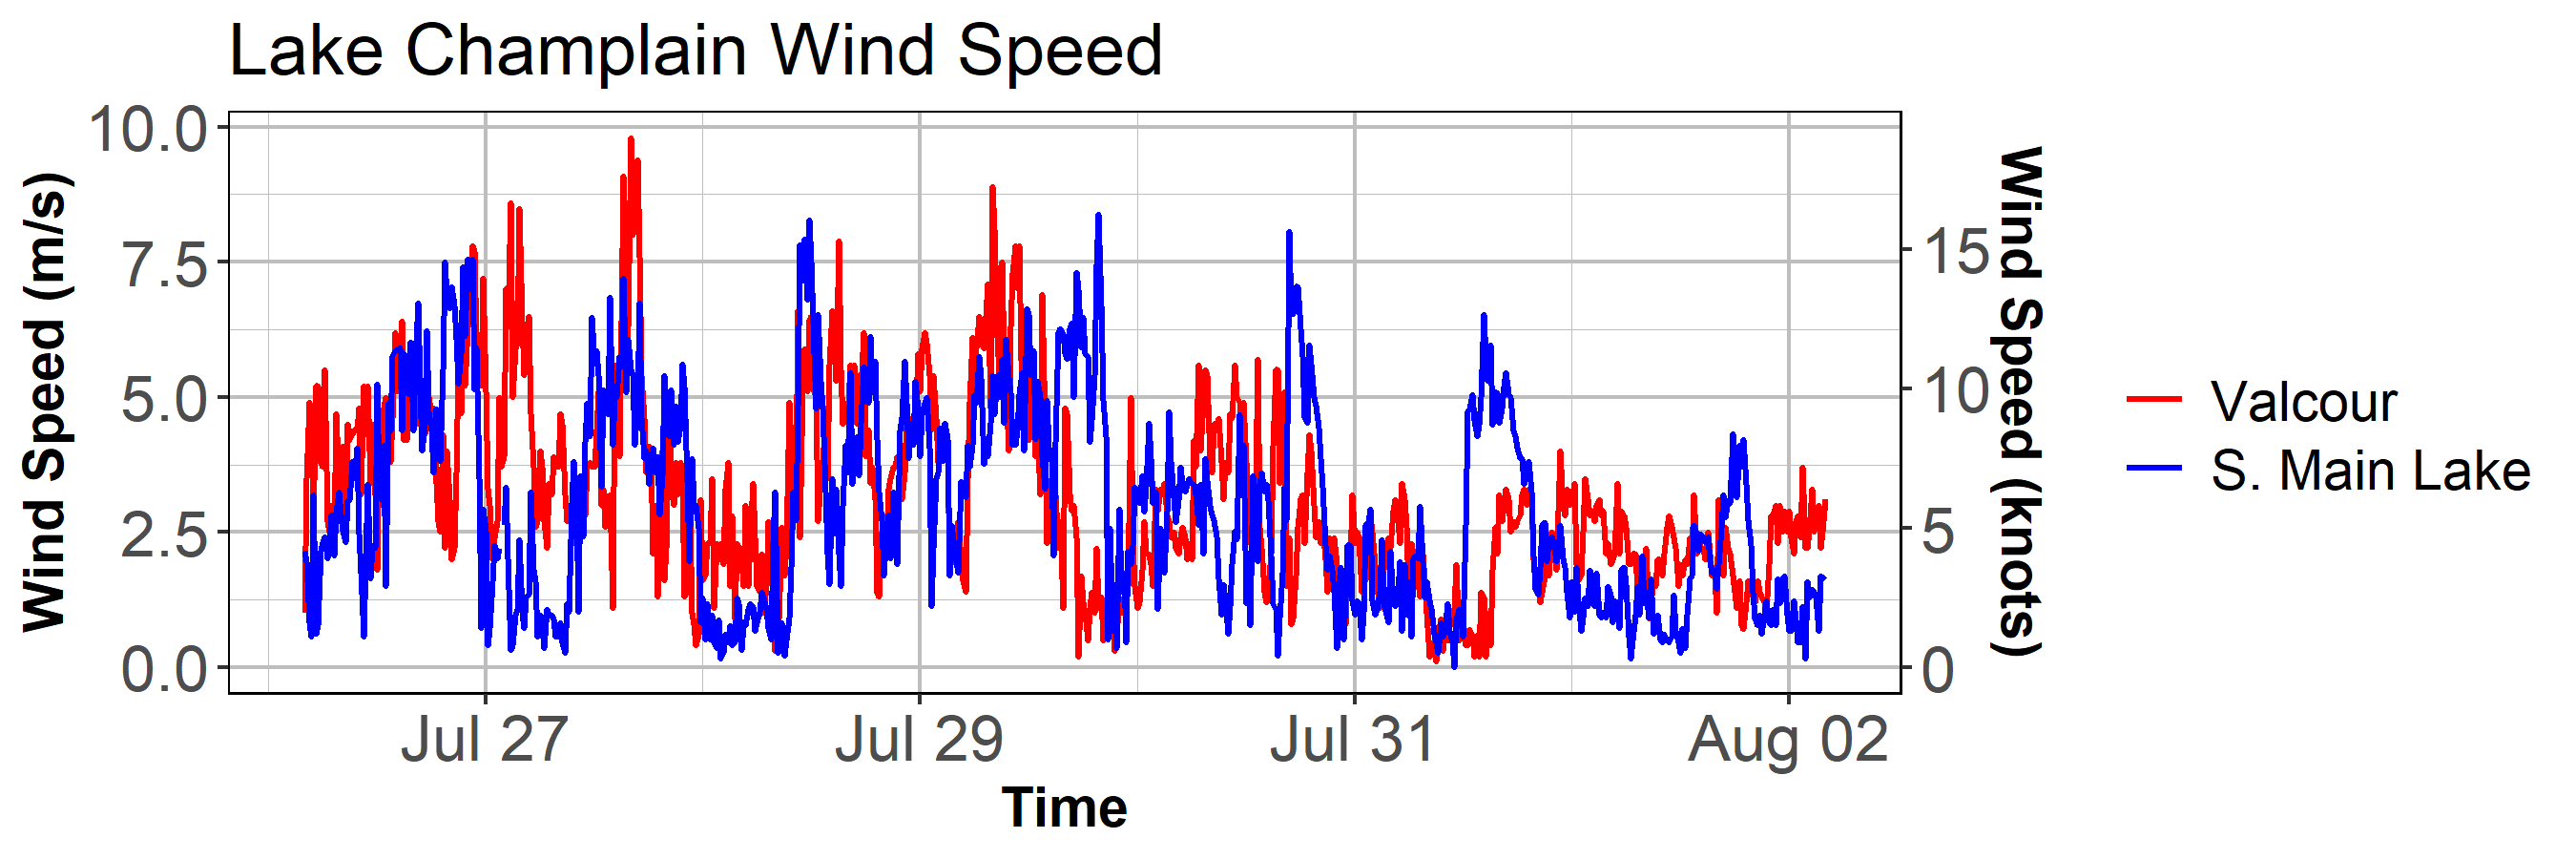 Lake Champlain Wind Speed
Wind Speed (m/s)
10.0
7.5
5.0
2.5
0.0
15
10
5
0
Wind Speed (knots)
Jul 27
Jul 29
Jul 31
Aug 02
Time
Valcour
S. Main Lake